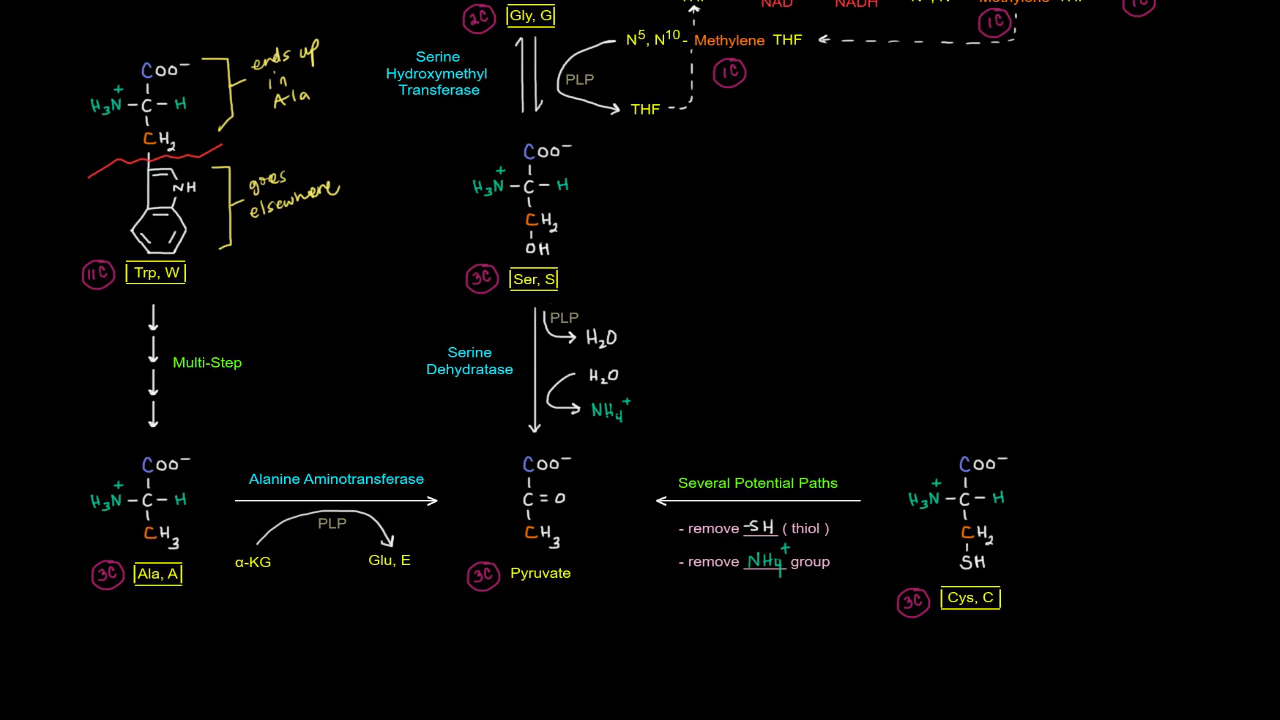 NAD NADH
1C
2C Gly, G
N⁵, N¹⁰- Methylene THF
1C
Serine
Hydroxymethyl
Transferase
PLP
THF
COO⁻
H₃N⁺ – C – H
CH₂
NH
ends up
in
Ala
goes
elsewhere
11C Trp, W
COO⁻
H₃N⁺ – C – H
CH₂
OH
3C Ser, S
Multi-Step
Serine
Dehydratase
PLP
H₂O
H₂O
NH₄⁺
COO⁻
H₃N⁺ – C – H
CH₃
3C Ala, A
Alanine Aminotransferase
PLP
α-KG Glu, E
COO⁻
C = O
CH₃
3C Pyruvate
Several Potential Paths
- remove -SH ( thiol )
- remove NH₄⁺ group
COO⁻
H₃N⁺ – C – H
CH₂
SH
3C Cys, C